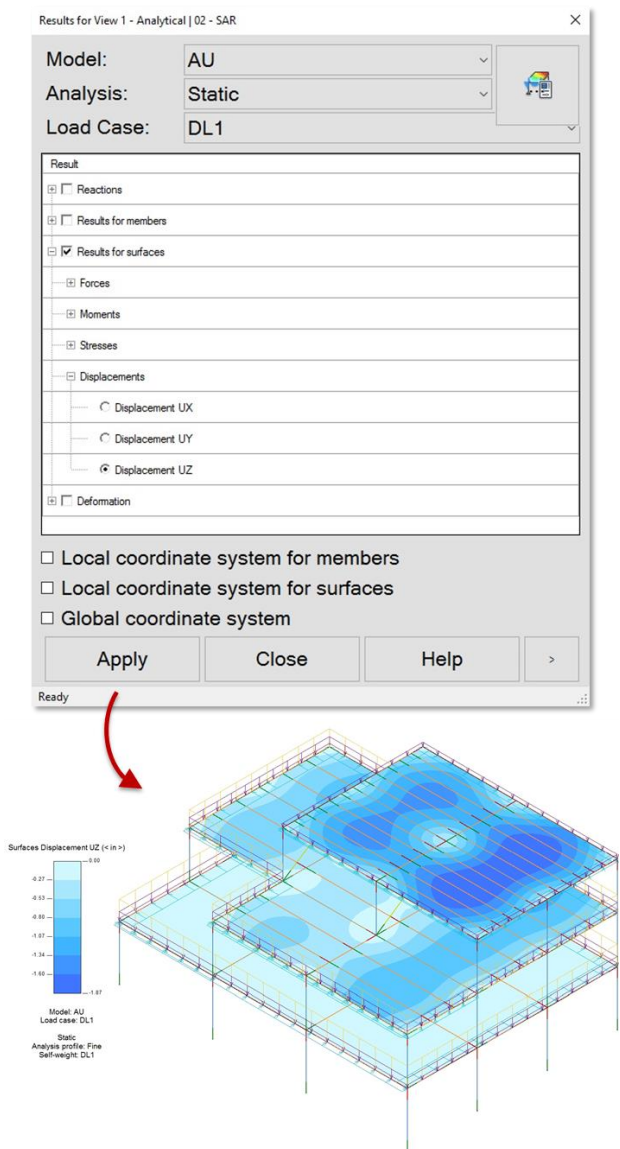 Results for View 1 - Analytical | 02 - SAR
Model: AU
Analysis: Static
Load Case: DL1
Result
Reactions
Results for members
Results for surfaces
Forces
Moments
Stresses
Displacements
Displacement UX
Displacement UY
Displacement UZ
Deformation
Local coordinate system for members
Local coordinate system for surfaces
Global coordinate system
Apply Close Help >
Ready
Surfaces Displacement UZ (< in >)
0.00
-0.27
-0.53
-0.80
-1.07
-1.34
-1.60
-1.87
Model: AU
Load case: DL1
Static
Analysis profile: Fine
Self-weight: DL1